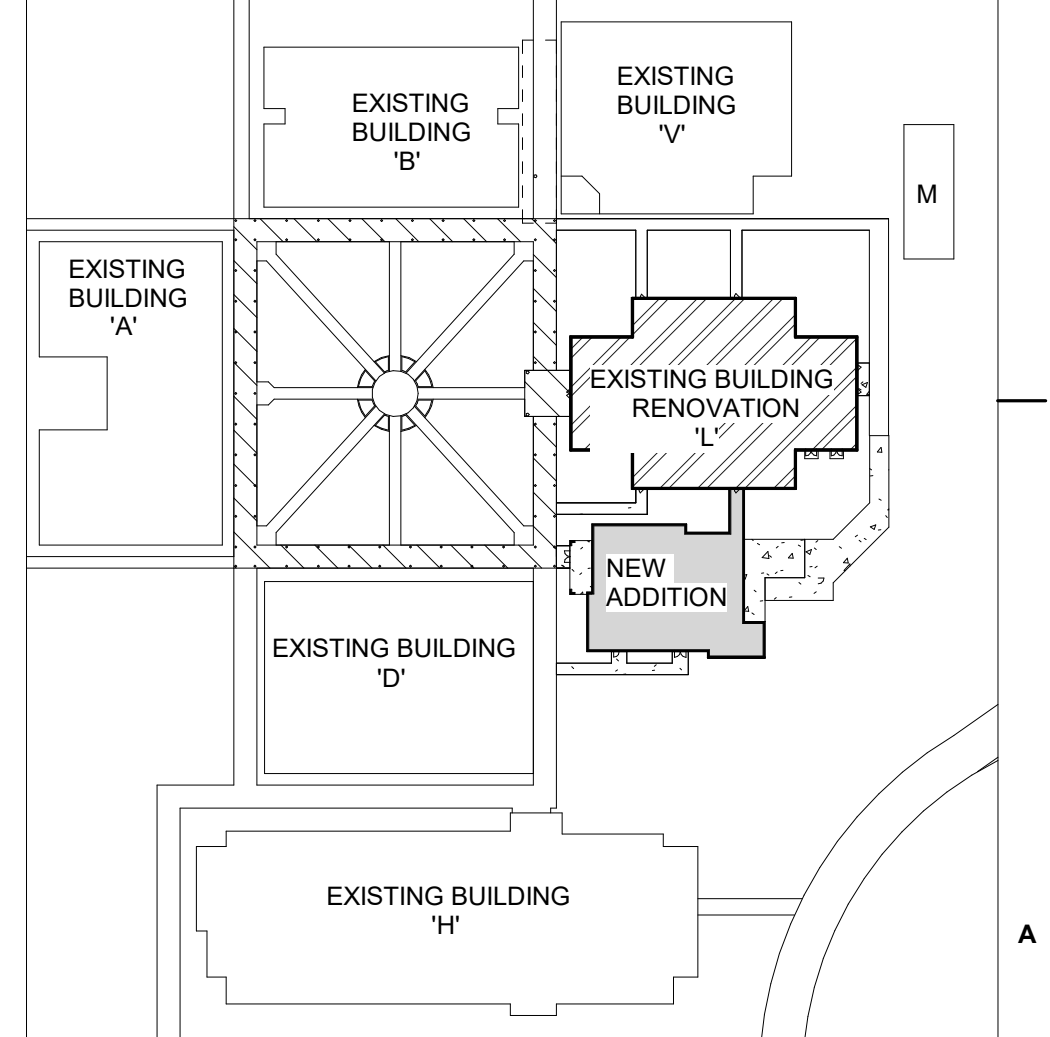 EXISTING
BUILDING
'B'
EXISTING
BUILDING
'V'
M
EXISTING
BUILDING
'A'
EXISTING BUILDING
RENOVATION
'L'
NEW
ADDITION
EXISTING BUILDING
'D'
EXISTING BUILDING
'H'
A